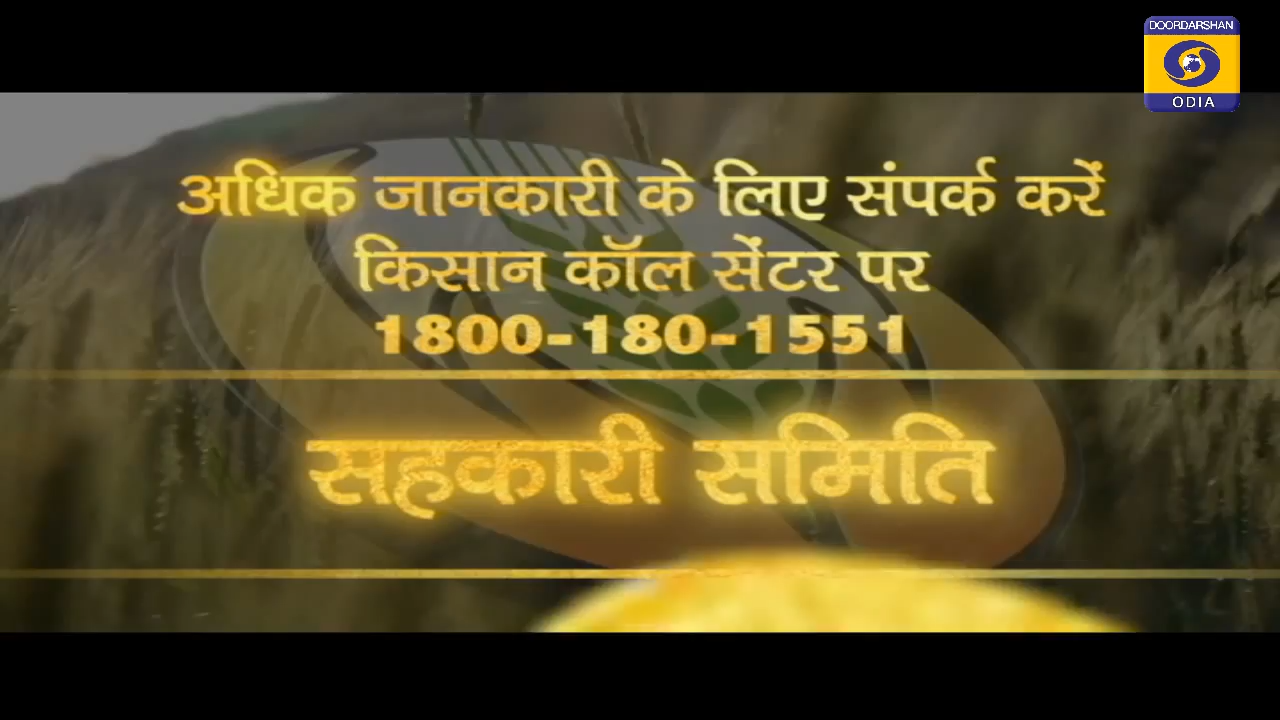 DOORDARSHAN
ODIA
अधिक जानकारी के लिए संपर्क करें
किसान कॉल सेंटर पर
1800-180-1551
सहकारी समिति